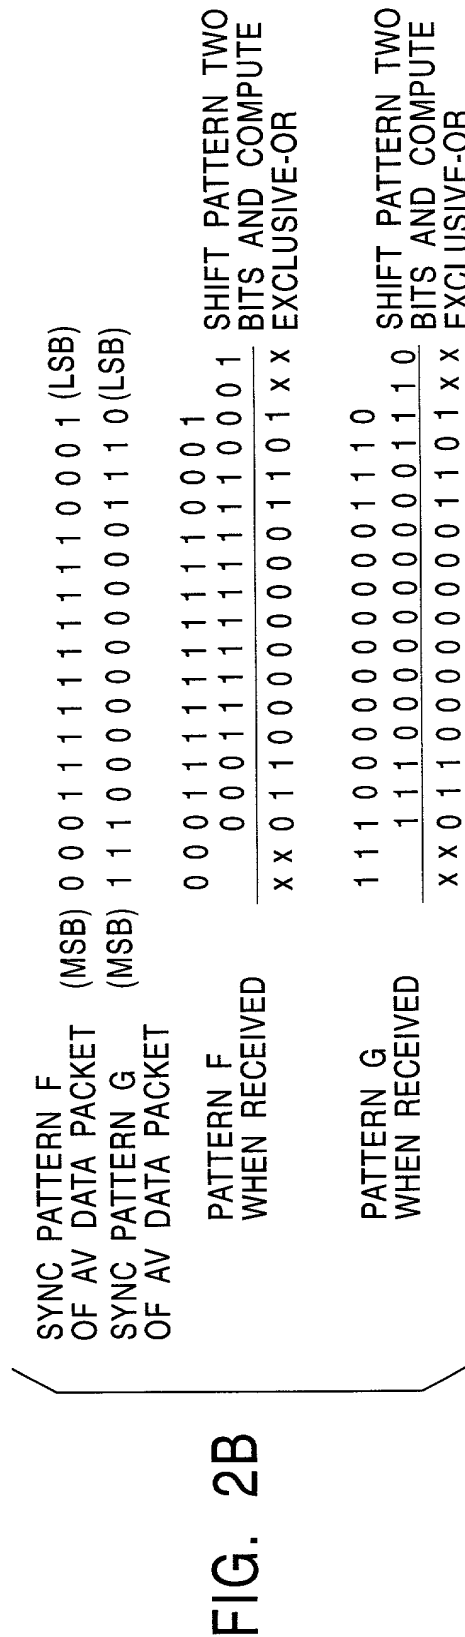 SYNC PATTERN F
OF AV DATA PACKET (MSB) 0 0 0 1 1 1 1 1 1 1 1 1 1 0 0 0 1 (LSB)
SYNC PATTERN G
OF AV DATA PACKET (MSB) 1 1 1 0 0 0 0 0 0 0 0 0 0 1 1 1 0 (LSB)
PATTERN F
WHEN RECEIVED
0 0 0 1 1 1 1 1 1 1 1 1 1 0 0 0 1
0 0 0 1 1 1 1 1 1 1 1 1 1 0 0 0 1
X X 0 1 1 0 0 0 0 0 0 0 0 1 1 0 1 X X
SHIFT PATTERN TWO
BITS AND COMPUTE
EXCLUSIVE-OR
PATTERN G
WHEN RECEIVED
1 1 1 0 0 0 0 0 0 0 0 0 0 1 1 1 0
1 1 1 0 0 0 0 0 0 0 0 0 0 1 1 1 0
X X 0 1 1 0 0 0 0 0 0 0 0 1 1 0 1 X X
SHIFT PATTERN TWO
BITS AND COMPUTE
EXCLUSIVE-OR
FIG. 2B